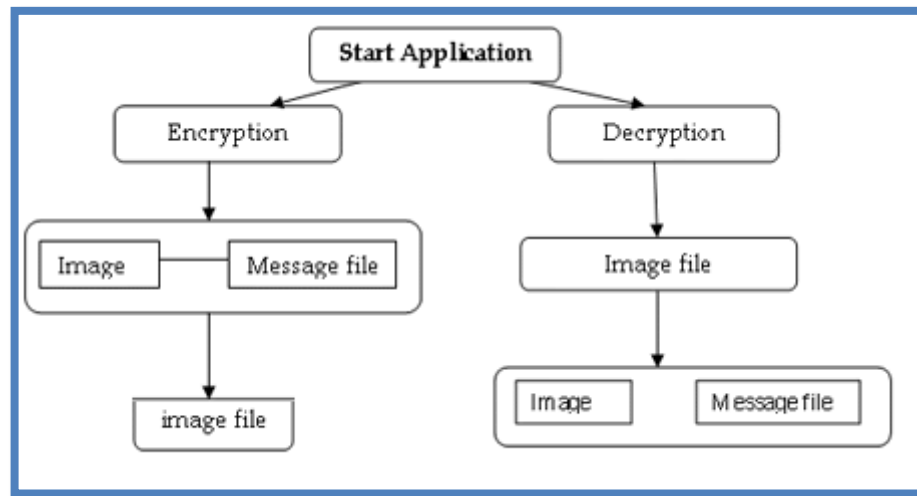 Start Application
Encryption
Decryption
Image
Message file
Image file
image file
Image
Message file